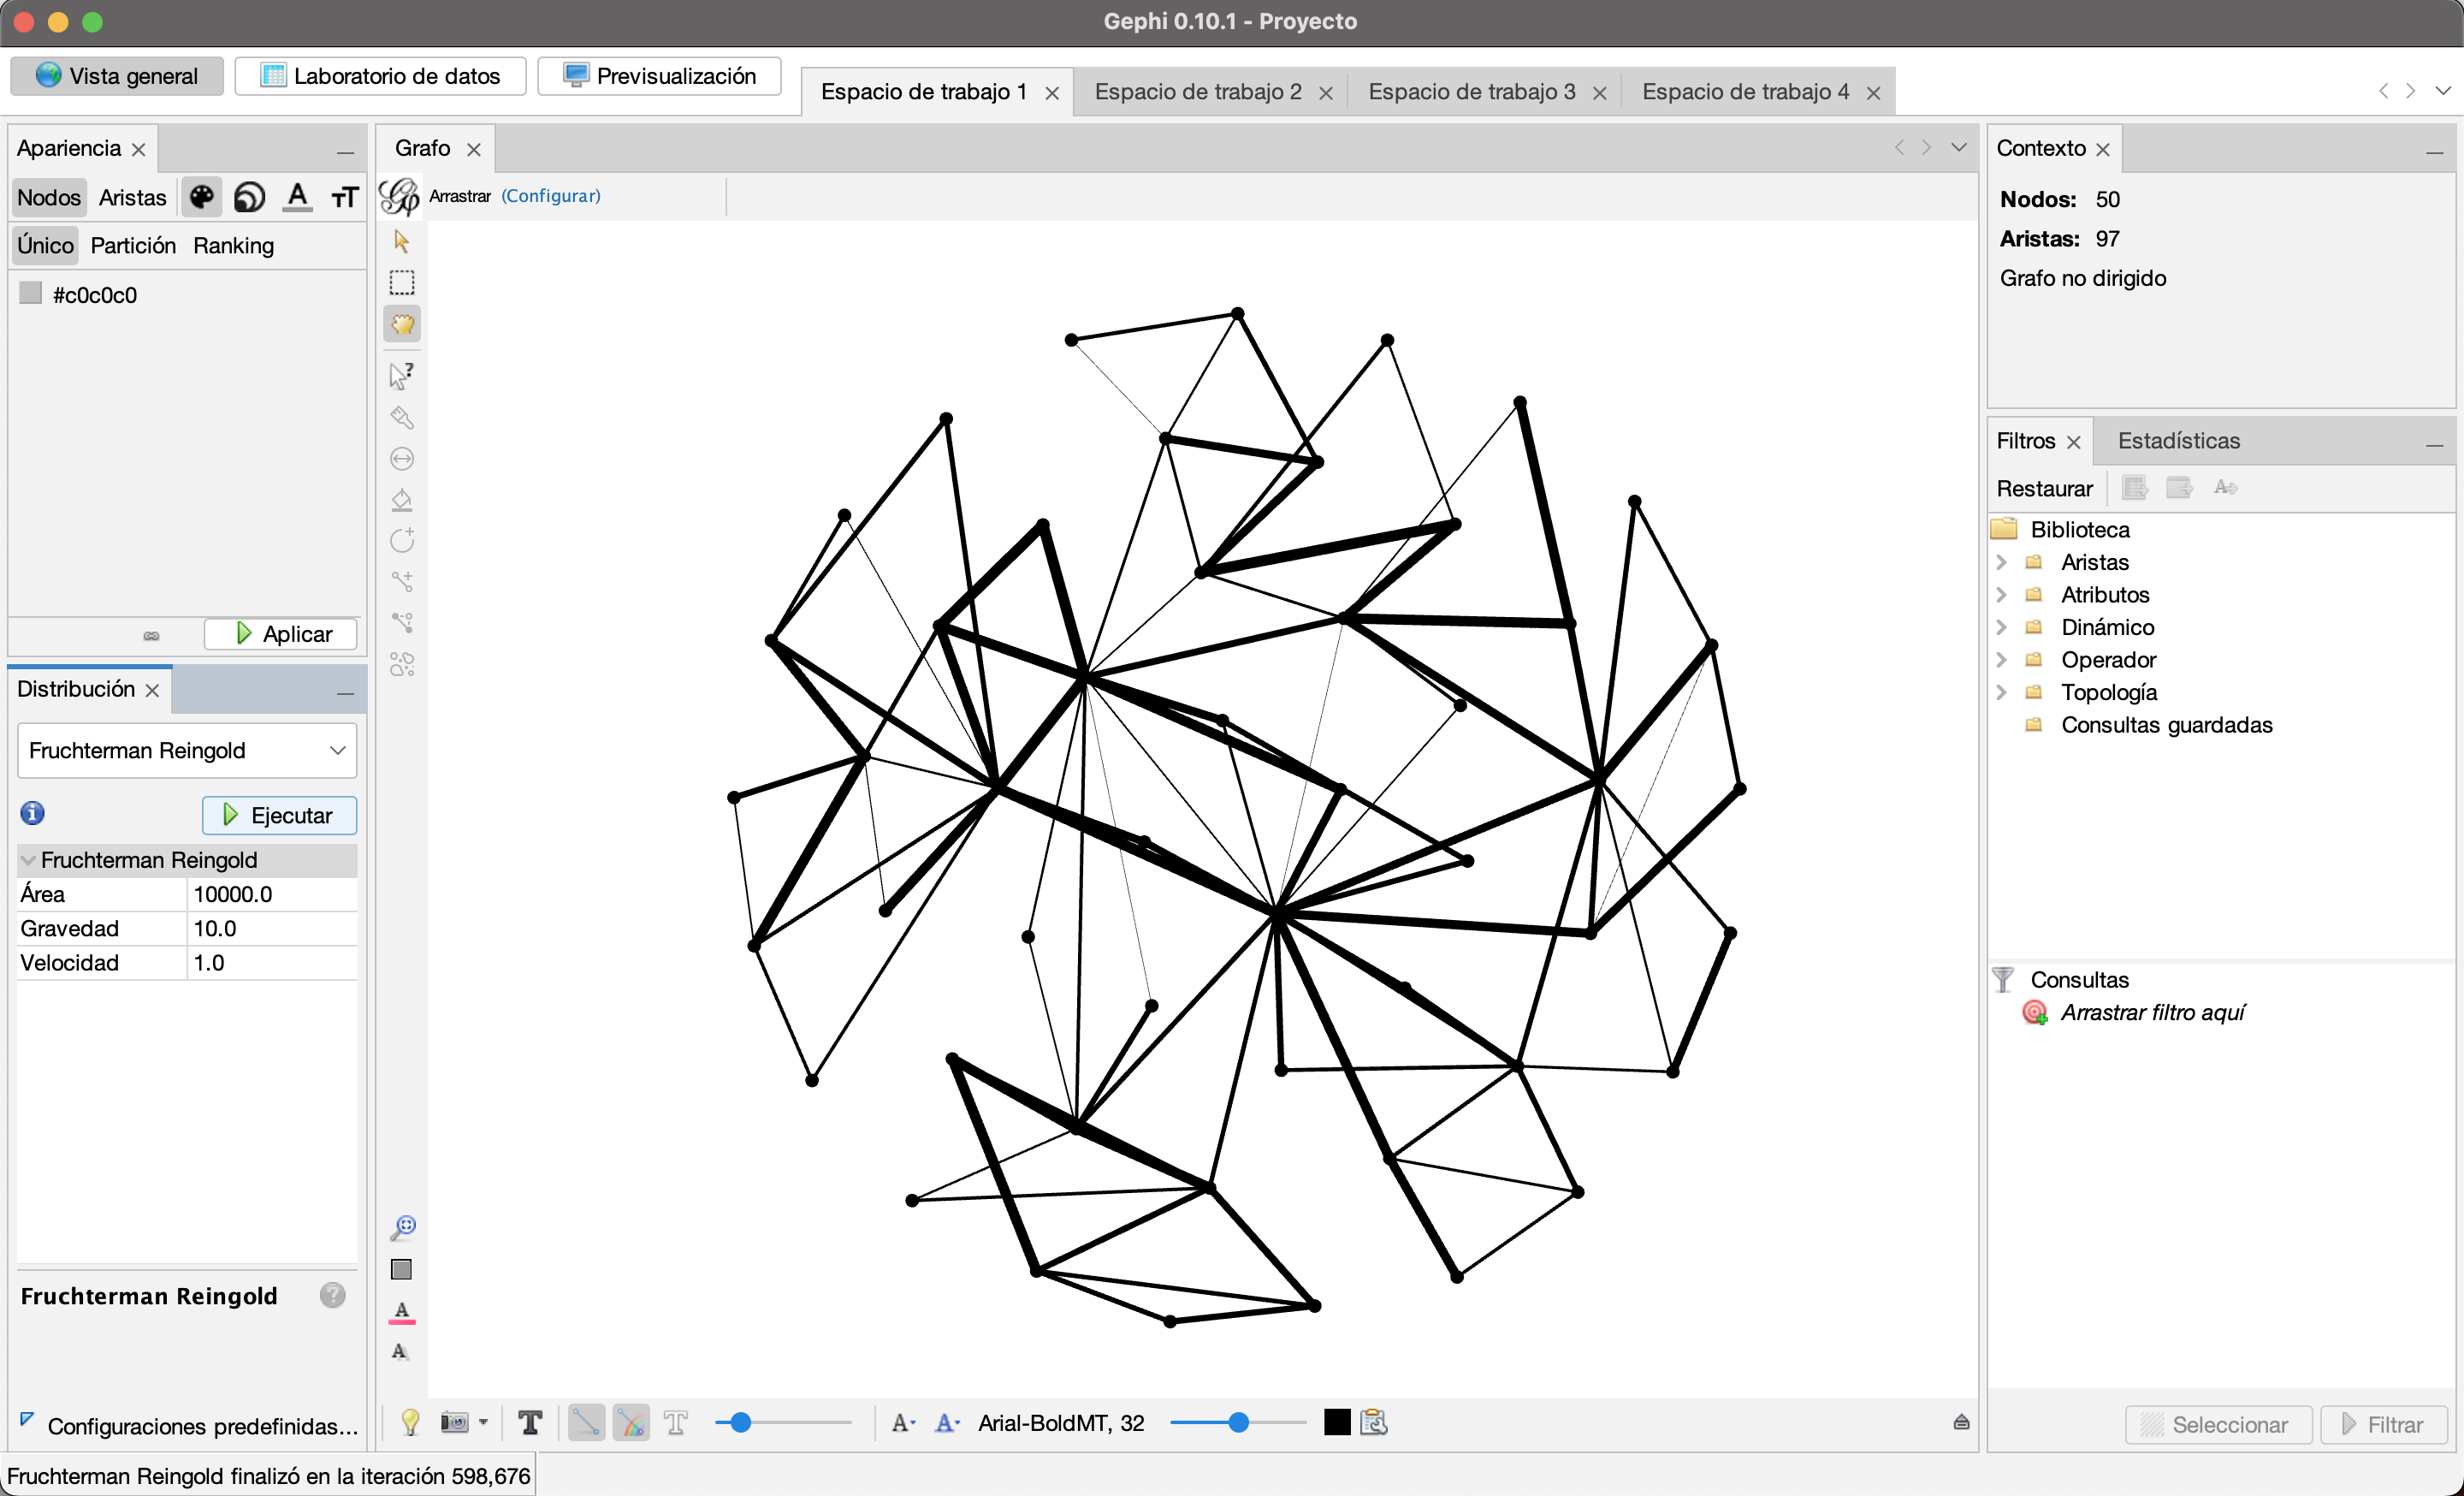 Gephi 0.10.1 - Proyecto
Vista general
Laboratorio de datos
Previsualización
Espacio de trabajo 1
Espacio de trabajo 2
Espacio de trabajo 3
Espacio de trabajo 4
Apariencia
Nodos
Aristas
Único
Partición
Ranking
#c0c0c0
Aplicar
Distribución
Fruchterman Reingold
Ejecutar
Fruchterman Reingold
Área 10000.0
Gravedad 10.0
Velocidad 1.0
Fruchterman Reingold
Configuraciones predefinidas...
Fruchterman Reingold finalizó en la iteración 598,676
Grafo
Arrastrar (Configurar)
Arial-BoldMT, 32
Contexto
Nodos: 50
Aristas: 97
Grafo no dirigido
Filtros
Estadísticas
Restaurar
Biblioteca
Aristas
Atributos
Dinámico
Operador
Topología
Consultas guardadas
Consultas
Arrastrar filtro aquí
Seleccionar
Filtrar